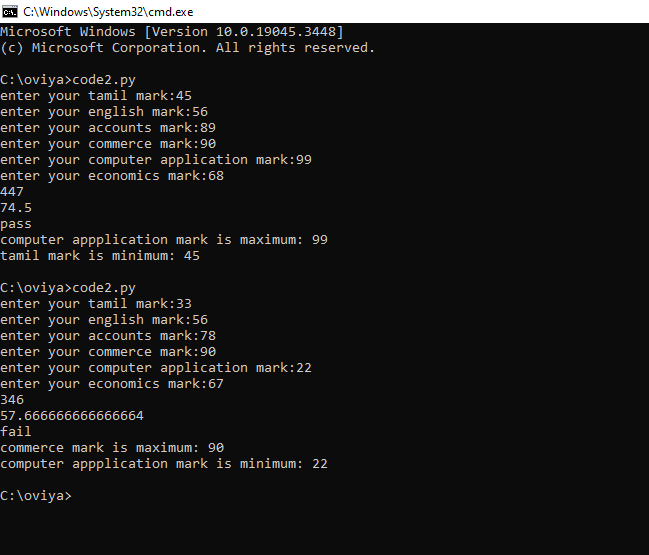 C:\Windows\System32\cmd.exe
Microsoft Windows [Version 10.0.19045.3448]
(c) Microsoft Corporation. All rights reserved.
C:\oviya>code2.py
enter your tamil mark:45
enter your english mark:56
enter your accounts mark:89
enter your commerce mark:90
enter your computer application mark:99
enter your economics mark:68
447
74.5
pass
computer appplication mark is maximum: 99
tamil mark is minimum: 45
C:\oviya>code2.py
enter your tamil mark:33
enter your english mark:56
enter your accounts mark:78
enter your commerce mark:90
enter your computer application mark:22
enter your economics mark:67
346
57.666666666666664
fail
commerce mark is maximum: 90
computer appplication mark is minimum: 22
C:\oviya>